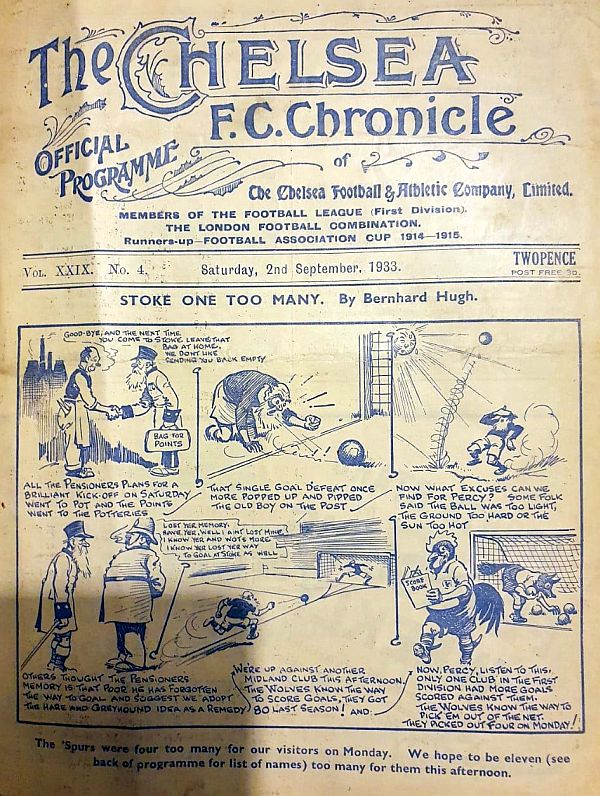 The CHELSEA
F.C. Chronicle
OFFICIAL
PROGRAMME
of
The Chelsea Football & Athletic Company, Limited.
MEMBERS OF THE FOOTBALL LEAGUE (First Division).
THE LONDON FOOTBALL COMBINATION.
Runners-up—FOOTBALL ASSOCIATION CUP 1914—1915.
VOL. XXIX. No. 4.
Saturday, 2nd September, 1933.
TWOPENCE
POST FREE 3D.
STOKE ONE TOO MANY. By Bernhard Hugh.
GOOD-BYE, AND THE NEXT TIME
YOU COME TO STOKE LEAVE THAT
BAG AT HOME,
WE DON'T LIKE
SENDING YOU BACK EMPTY
BAG FOR
POINTS
ALL THE PENSIONERS PLANS FOR A
BRILLIANT KICK-OFF ON SATURDAY
WENT TO POT AND THE POINTS
WENT TO THE POTTERIES
THAT SINGLE GOAL DEFEAT ONCE
MORE POPPED UP AND PIPPED
THE OLD BOY ON THE POST
NOW WHAT EXCUSES CAN WE
FIND FOR PERCY? SOME FOLK
SAID THE BALL WAS TOO LIGHT,
THE GROUND TOO HARD OR THE
SUN TOO HOT
LOST YER MEMORY.
HAVE YER, WELL I AINT LOST MINE
I KNOW YER AND WOT'S MORE
I KNOW YER LOST YER WAY
TO GOAL AT STOKE AS WELL
OTHERS THOUGHT THE PENSIONERS
MEMORY IS THAT POOR HE HAS FORGOTTEN
THE WAY TO GOAL AND SUGGEST WE ADOPT
THE HARE AND GREYHOUND IDEA AS A REMEDY
WERE UP AGAINST ANOTHER
MIDLAND CLUB THIS AFTERNOON.
THE WOLVES KNOW THE WAY
TO SCORE GOALS, THEY GOT
80 LAST SEASON! AND-
SCORE
BOOK
NOW, PERCY, LISTEN TO THIS,
ONLY ONE CLUB IN THE FIRST
DIVISION HAD MORE GOALS
SCORED AGAINST THEM.
THE WOLVES KNOW THE WAY TO
PICK EM OUT OF THE NET.
THEY PICKED OUT FOUR ON MONDAY!
The 'Spurs were four too many for our visitors on Monday. We hope to be eleven (see
back of programme for list of names) too many for them this afternoon.